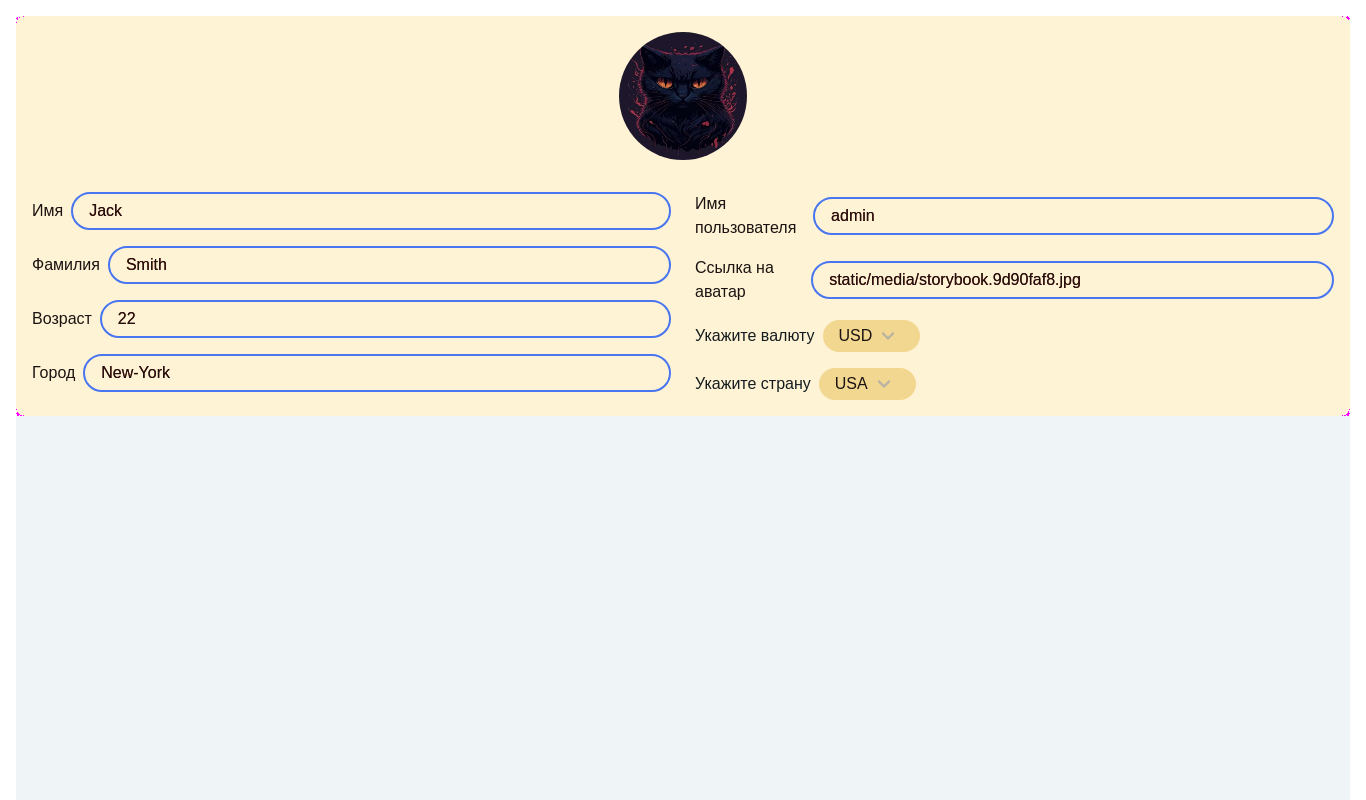 Имя
Jack
Фамилия
Smith
Возраст
22
Город
New-York
Имя
пользователя
admin
Ссылка на
аватар
static/media/storybook.9d90faf8.jpg
Укажите валюту
USD
Укажите страну
USA